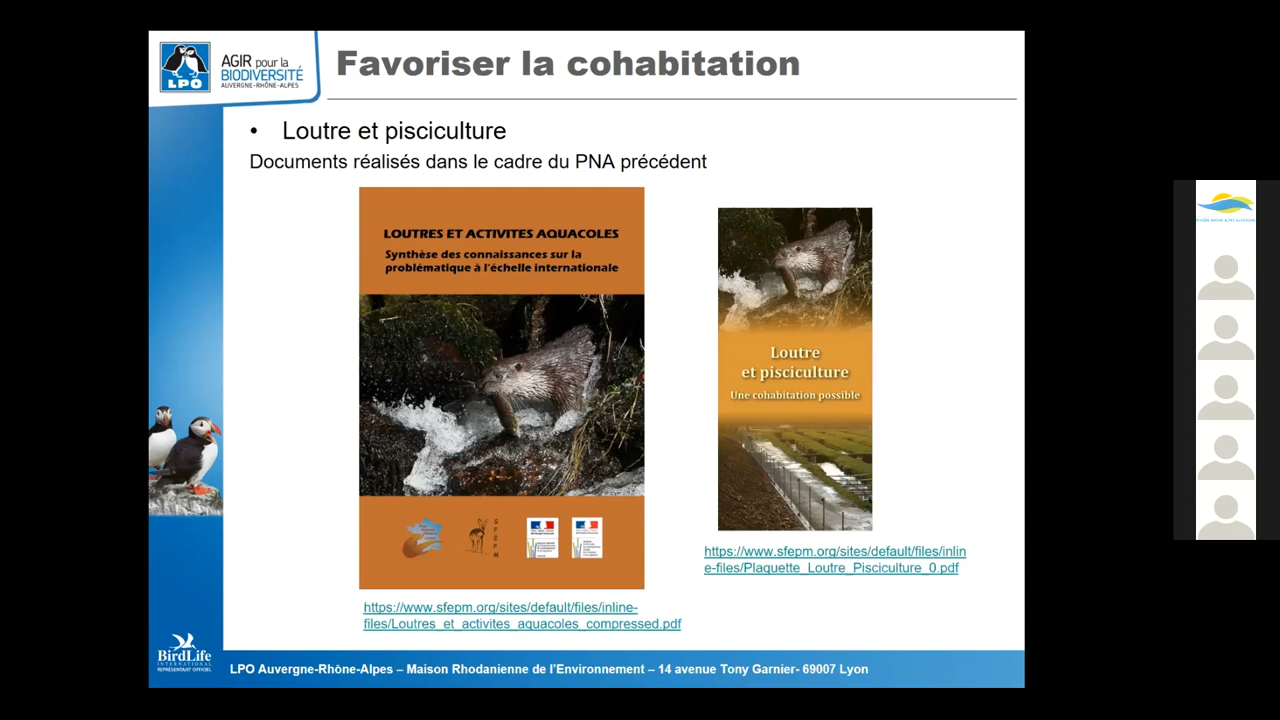 LPO
AGIR pour la
BIODIVERSITÉ
AUVERGNE-RHÔNE-ALPES
Favoriser la cohabitation
• Loutre et pisciculture
Documents réalisés dans le cadre du PNA précédent
LOUTRES ET ACTIVITES AQUACOLES
Synthèse des connaissances sur la
problématique à l'échelle internationale
SFEPM
https://www.sfepm.org/sites/default/files/inline-
files/Loutres_et_activites_aquacoles_compressed.pdf
Loutre
et pisciculture
Une cohabitation possible
https://www.sfepm.org/sites/default/files/inlin
e-files/Plaquette_Loutre_Pisciculture_0.pdf
BirdLife
INTERNATIONAL
REPRÉSENTANT OFFICIEL
LPO Auvergne-Rhône-Alpes – Maison Rhodanienne de l'Environnement – 14 avenue Tony Garnier- 69007 Lyon